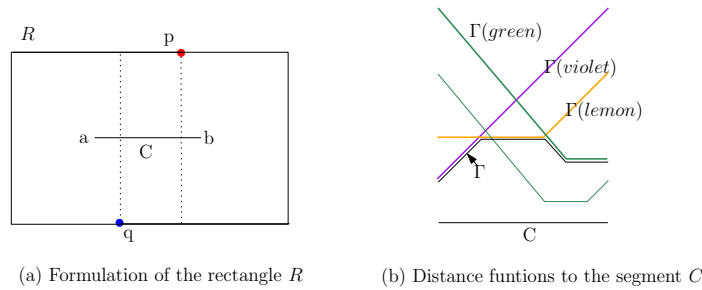 R
p
a
b
C
q
Γ(green)
Γ(violet)
Γ(lemon)
Γ
C
(a) Formulation of the rectangle R
(b) Distance funtions to the segment C